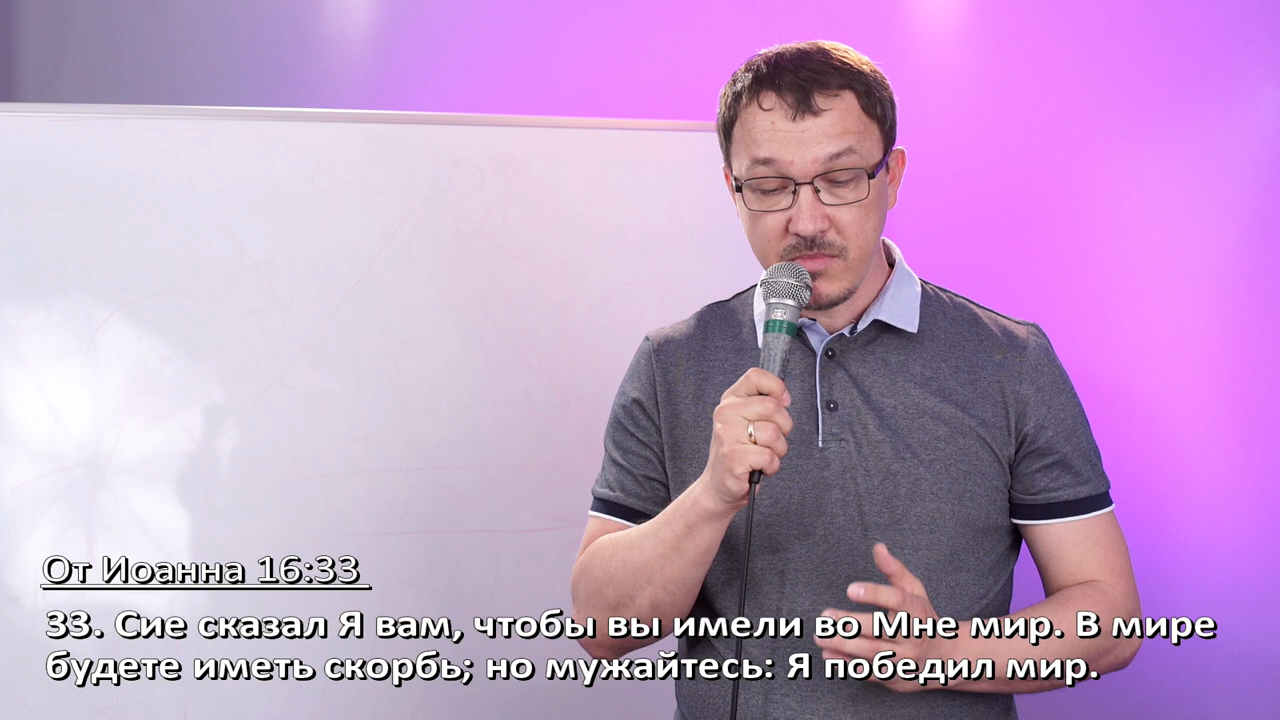 От Иоанна 16:33
33. Сие сказал Я вам, чтобы вы имели во Мне мир. В мире
будете иметь скорбь; но мужайтесь: Я победил мир.